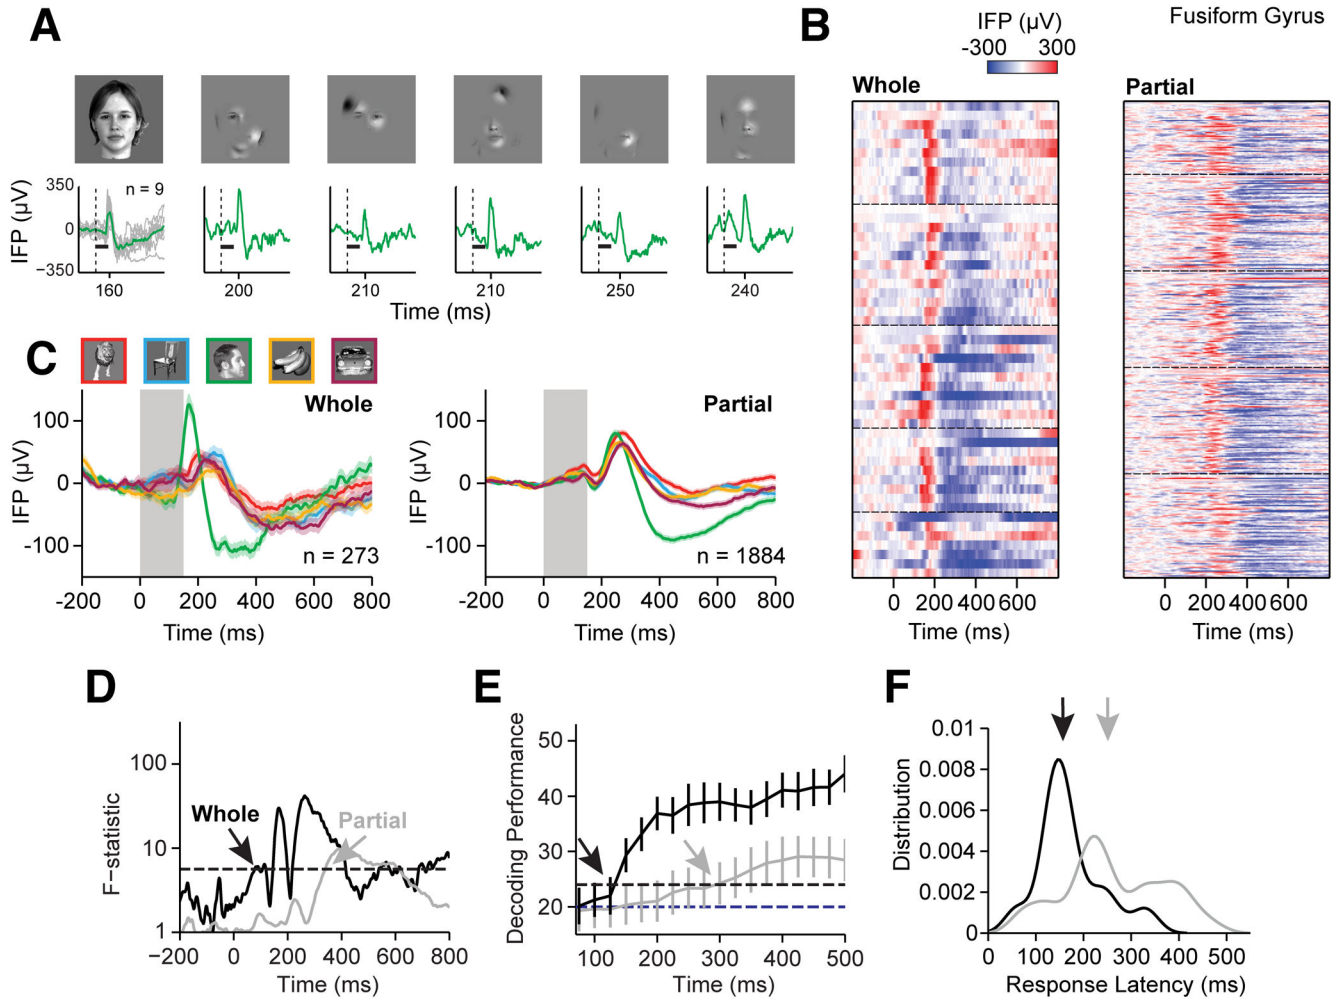 A
350
0
−350
IFP (µV)
n = 9
160
200
210
210
250
240
Time (ms)
B
IFP (µV)
-300
300
Fusiform Gyrus
Whole
Partial
0
200
400
600
Time (ms)
0
200
400
600
Time (ms)
C
Whole
100
0
-100
IFP (µV)
n = 273
-200
0
200
400
600
800
Time (ms)
Partial
100
0
-100
IFP (µV)
n = 1884
-200
0
200
400
600
800
Time (ms)
D
100
10
1
F−statistic
Whole
Partial
−200
0
200
400
600
800
Time (ms)
E
50
40
30
20
Decoding Performance
100
200
300
400
500
Time (ms)
F
0.01
0.008
0.006
0.004
0.002
0
Distribution
0
100
200
300
400
500
Response Latency (ms)